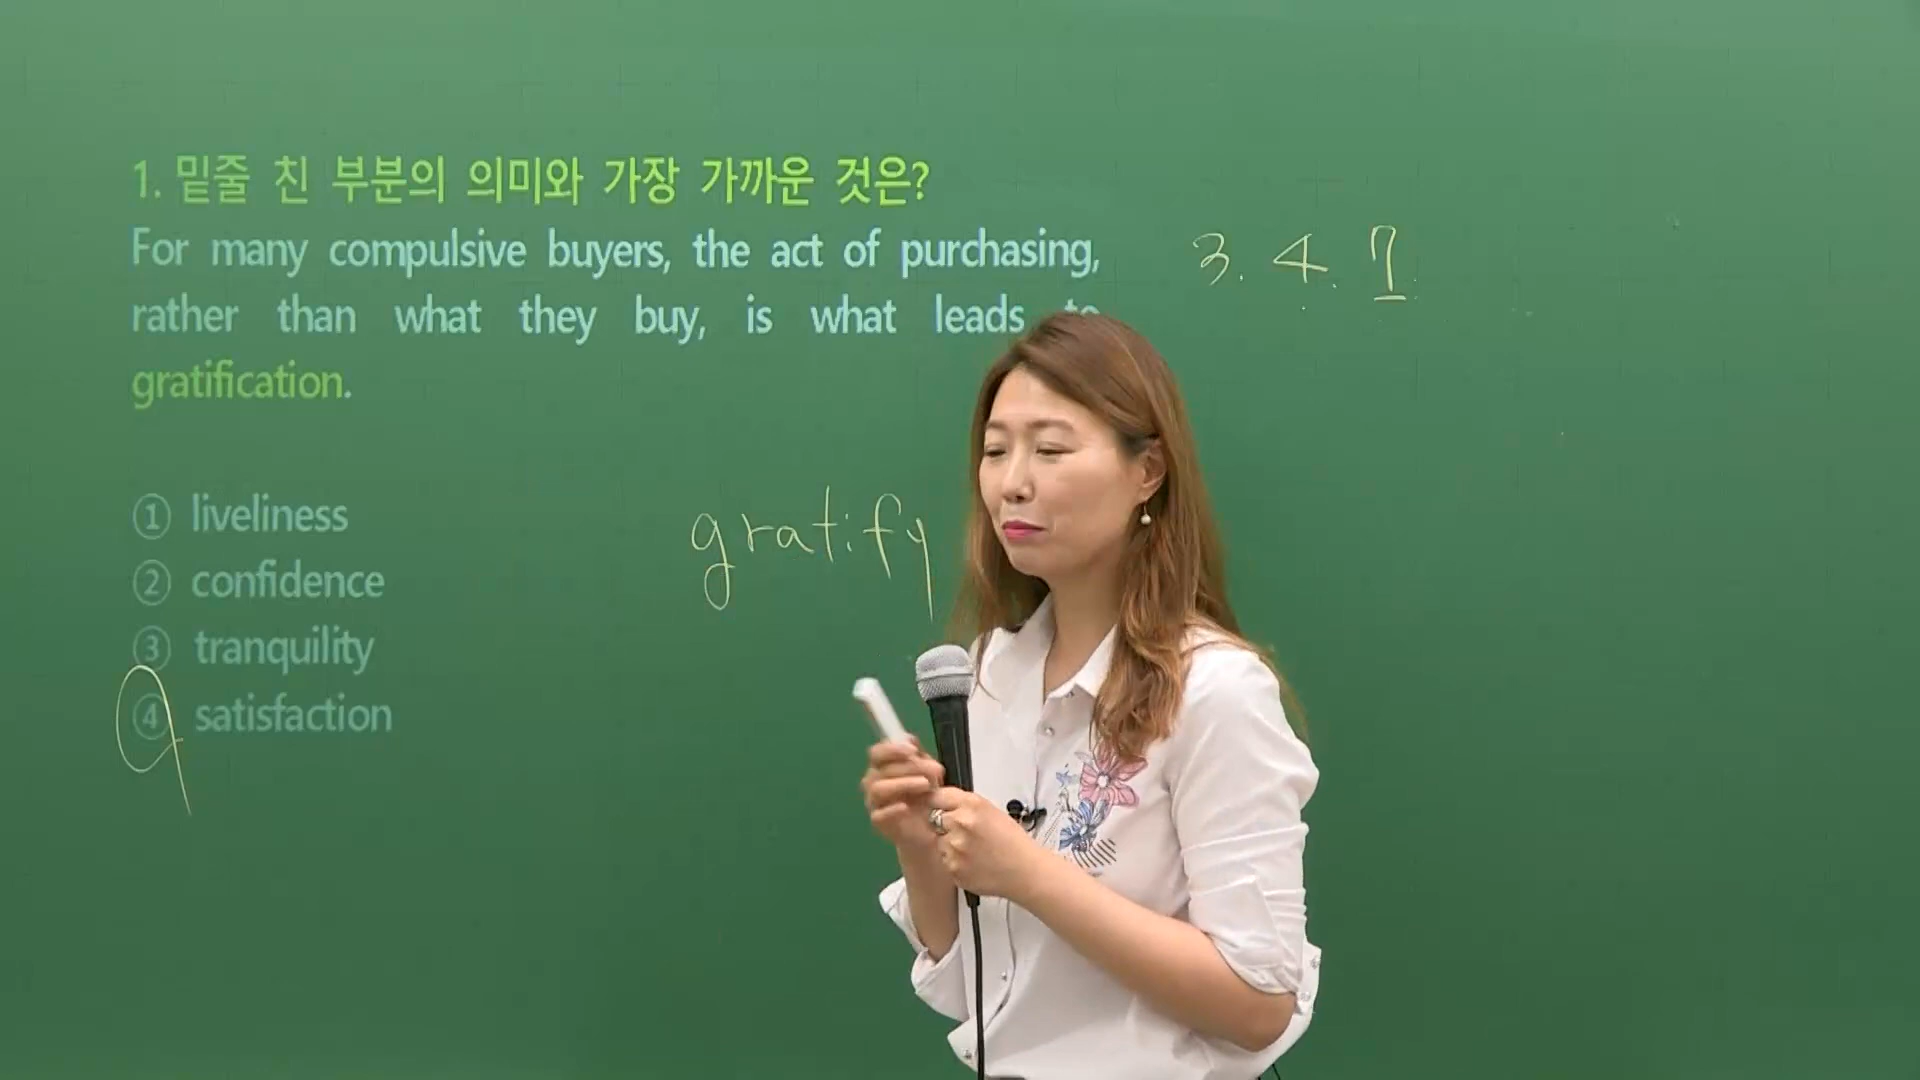 1. 밑줄 친 부분의 의미와 가장 가까운 것은?
For many compulsive buyers, the act of purchasing,
rather than what they buy, is what leads to
gratification.
3. 4. 7.
gratify
① liveliness
② confidence
③ tranquility
④ satisfaction